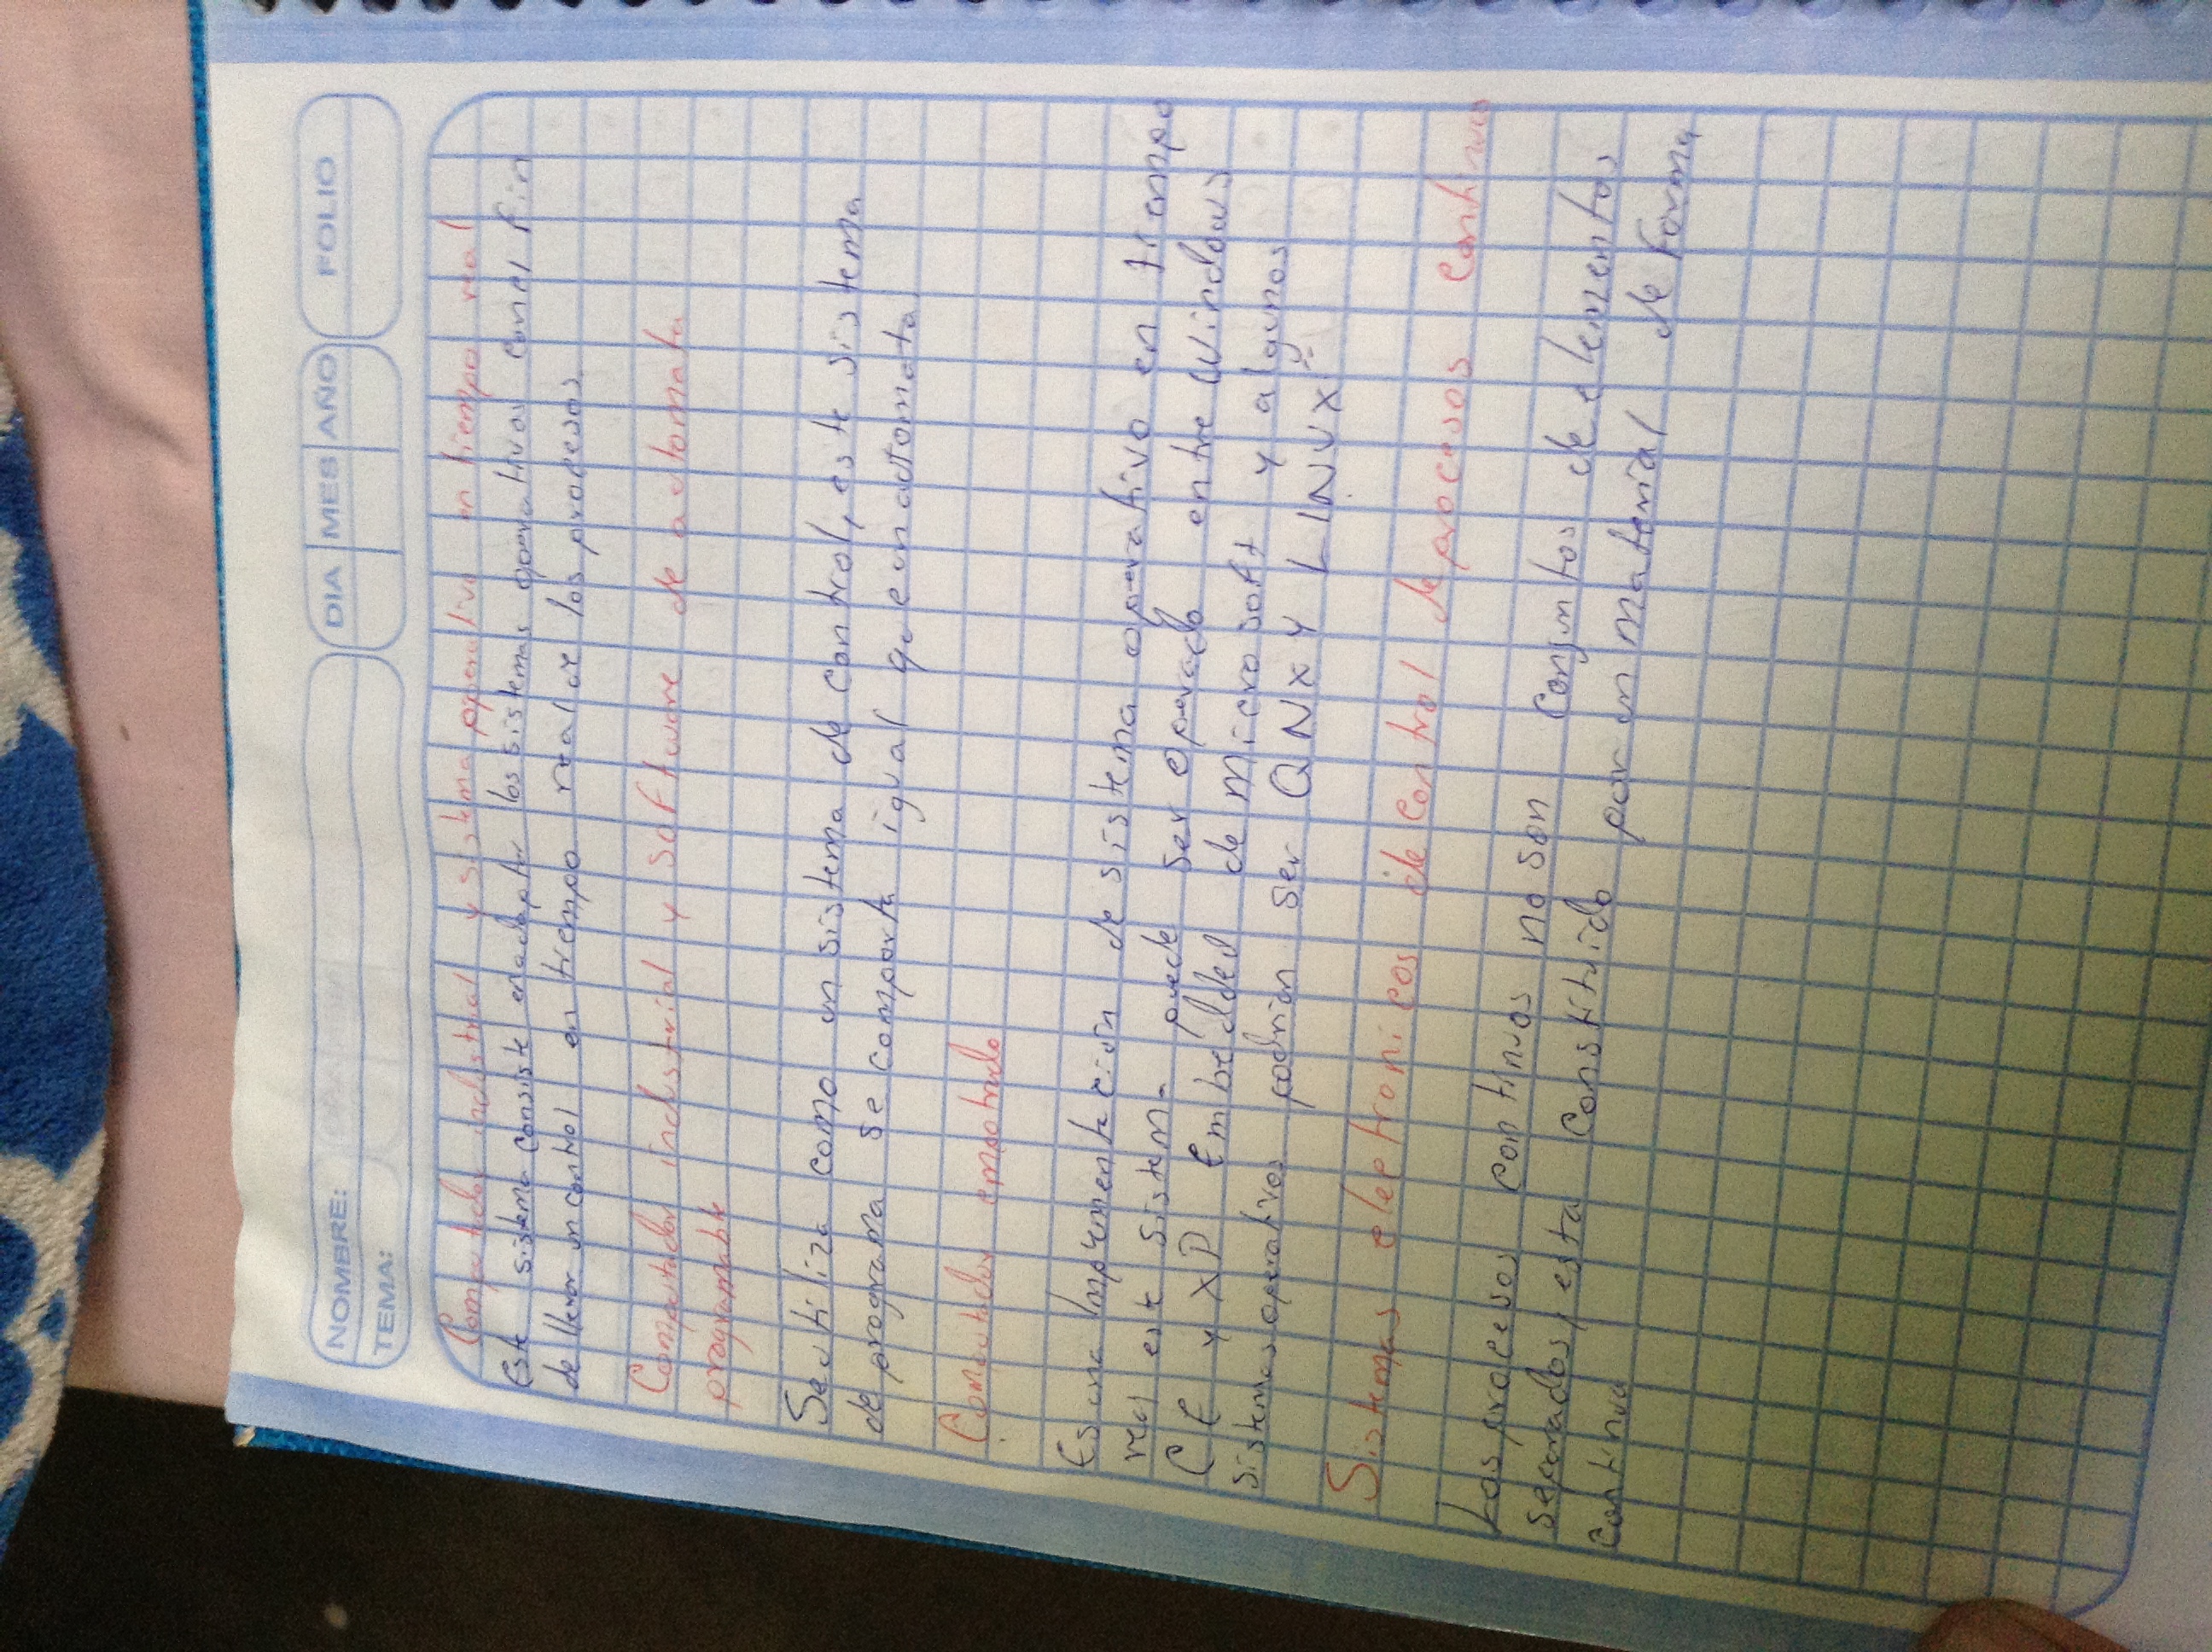 NOMBRE:
TEMA:
DIA MES AÑO
FOLIO
Computador industrial y sistema operativo en tiempo real
Este sistema consiste en adaptar los sistemas operativos con el fin
de llevar un control en tiempo real de los procesos.
Computador industrial y software de automata
programable
Se utiliza como un sistema de control, este sistema
de programa se comporta igual que un automata.
Computador empotrado
Es una Implementación de sistema operativo en tiempo
real este sistema puede ser operado entre Windows
CE y XP Embedded de microsoft y algunos
sistemas operativos podrian ser QNX Y LINUX
Sistemas electronicos de control de procesos continuos
Los procesos continuos no son conjuntos de elementos
separados, esta constituido por un material de forma
continua